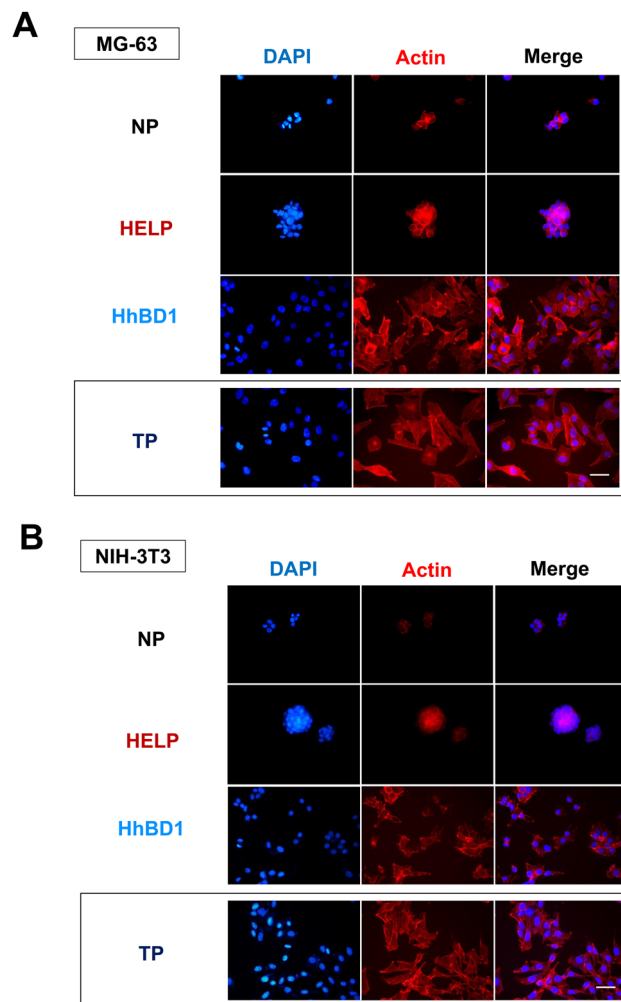 A
MG-63
DAPI Actin Merge
NP
HELP
HhBD1
TP
B
NIH-3T3
DAPI Actin Merge
NP
HELP
HhBD1
TP